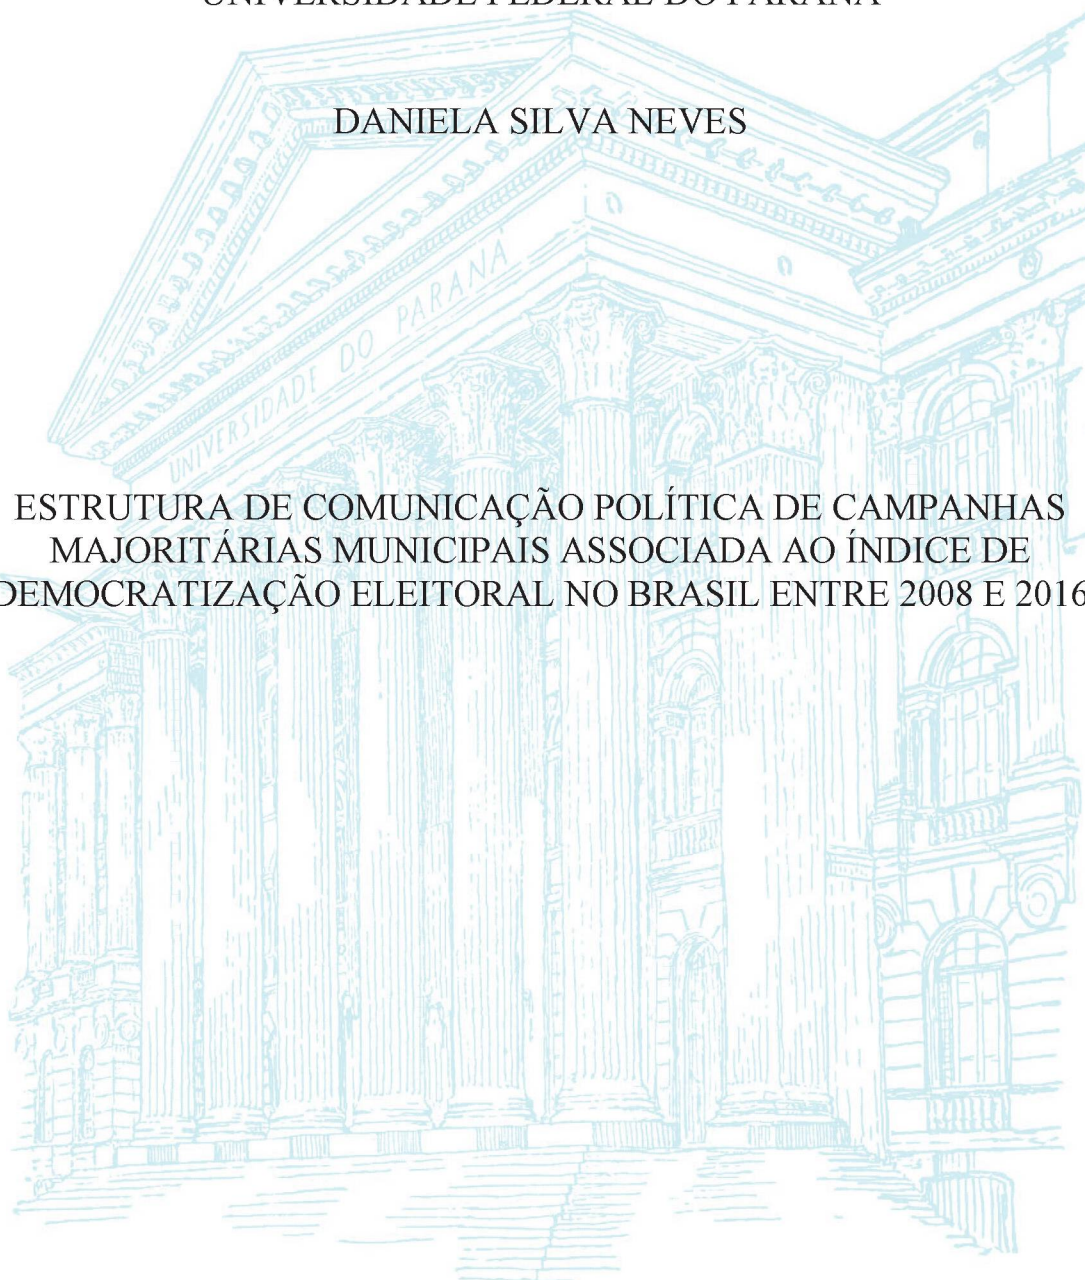 UNIVERSIDADE FEDERAL DO PARANÁ
DANIELA SILVA NEVES
UNIVERSIDADE DO PARANÁ
ESTRUTURA DE COMUNICAÇÃO POLÍTICA DE CAMPANHAS
MAJORITÁRIAS MUNICIPAIS ASSOCIADA AO ÍNDICE DE
DEMOCRATIZAÇÃO ELEITORAL NO BRASIL ENTRE 2008 E 2016